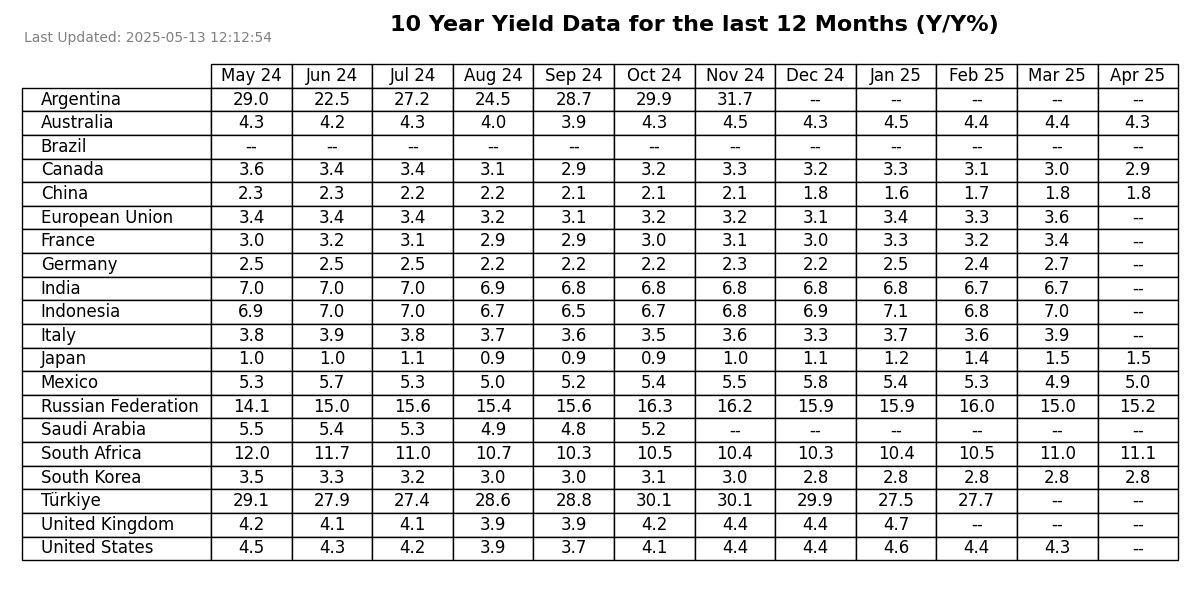 10 Year Yield Data for the last 12 Months (Y/Y%)
Last Updated: 2025-05-13 12:12:54
May 24 Jun 24 Jul 24 Aug 24 Sep 24 Oct 24 Nov 24 Dec 24 Jan 25 Feb 25 Mar 25 Apr 25
Argentina 29.0 22.5 27.2 24.5 28.7 29.9 31.7 -- -- -- -- --
Australia 4.3 4.2 4.3 4.0 3.9 4.3 4.5 4.3 4.5 4.4 4.4 4.3
Brazil -- -- -- -- -- -- -- -- -- -- -- --
Canada 3.6 3.4 3.4 3.1 2.9 3.2 3.3 3.2 3.3 3.1 3.0 2.9
China 2.3 2.3 2.2 2.2 2.1 2.1 2.1 1.8 1.6 1.7 1.8 1.8
European Union 3.4 3.4 3.4 3.2 3.1 3.2 3.2 3.1 3.4 3.3 3.6 --
France 3.0 3.2 3.1 2.9 2.9 3.0 3.1 3.0 3.3 3.2 3.4 --
Germany 2.5 2.5 2.5 2.2 2.2 2.2 2.3 2.2 2.5 2.4 2.7 --
India 7.0 7.0 7.0 6.9 6.8 6.8 6.8 6.8 6.8 6.7 6.7 --
Indonesia 6.9 7.0 7.0 6.7 6.5 6.7 6.8 6.9 7.1 6.8 7.0 --
Italy 3.8 3.9 3.8 3.7 3.6 3.5 3.6 3.3 3.7 3.6 3.9 --
Japan 1.0 1.0 1.1 0.9 0.9 0.9 1.0 1.1 1.2 1.4 1.5 1.5
Mexico 5.3 5.7 5.3 5.0 5.2 5.4 5.5 5.8 5.4 5.3 4.9 5.0
Russian Federation 14.1 15.0 15.6 15.4 15.6 16.3 16.2 15.9 15.9 16.0 15.0 15.2
Saudi Arabia 5.5 5.4 5.3 4.9 4.8 5.2 -- -- -- -- -- --
South Africa 12.0 11.7 11.0 10.7 10.3 10.5 10.4 10.3 10.4 10.5 11.0 11.1
South Korea 3.5 3.3 3.2 3.0 3.0 3.1 3.0 2.8 2.8 2.8 2.8 2.8
Türkiye 29.1 27.9 27.4 28.6 28.8 30.1 30.1 29.9 27.5 27.7 -- --
United Kingdom 4.2 4.1 4.1 3.9 3.9 4.2 4.4 4.4 4.7 -- -- --
United States 4.5 4.3 4.2 3.9 3.7 4.1 4.4 4.4 4.6 4.4 4.3 --